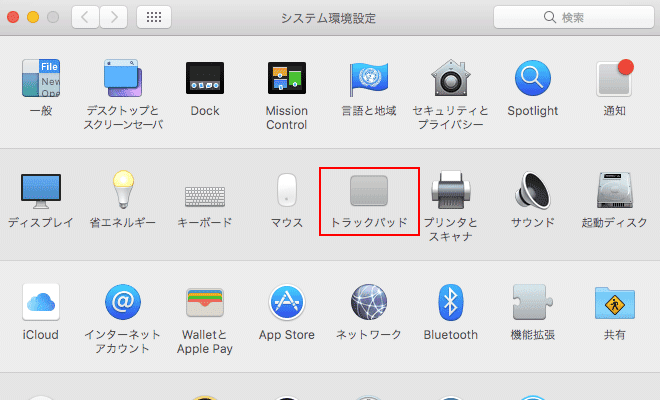 システム環境設定
検索
File
New
Ope
一般
デスクトップと
スクリーンセーバ
Dock
Mission
Control
言語と地域
セキュリティと
プライバシー
Spotlight
通知
ディスプレイ
省エネルギー
キーボード
マウス
トラックパッド
プリンタと
スキャナ
サウンド
起動ディスク
iCloud
インターネット
アカウント
Walletと
Apple Pay
App Store
ネットワーク
Bluetooth
機能拡張
共有